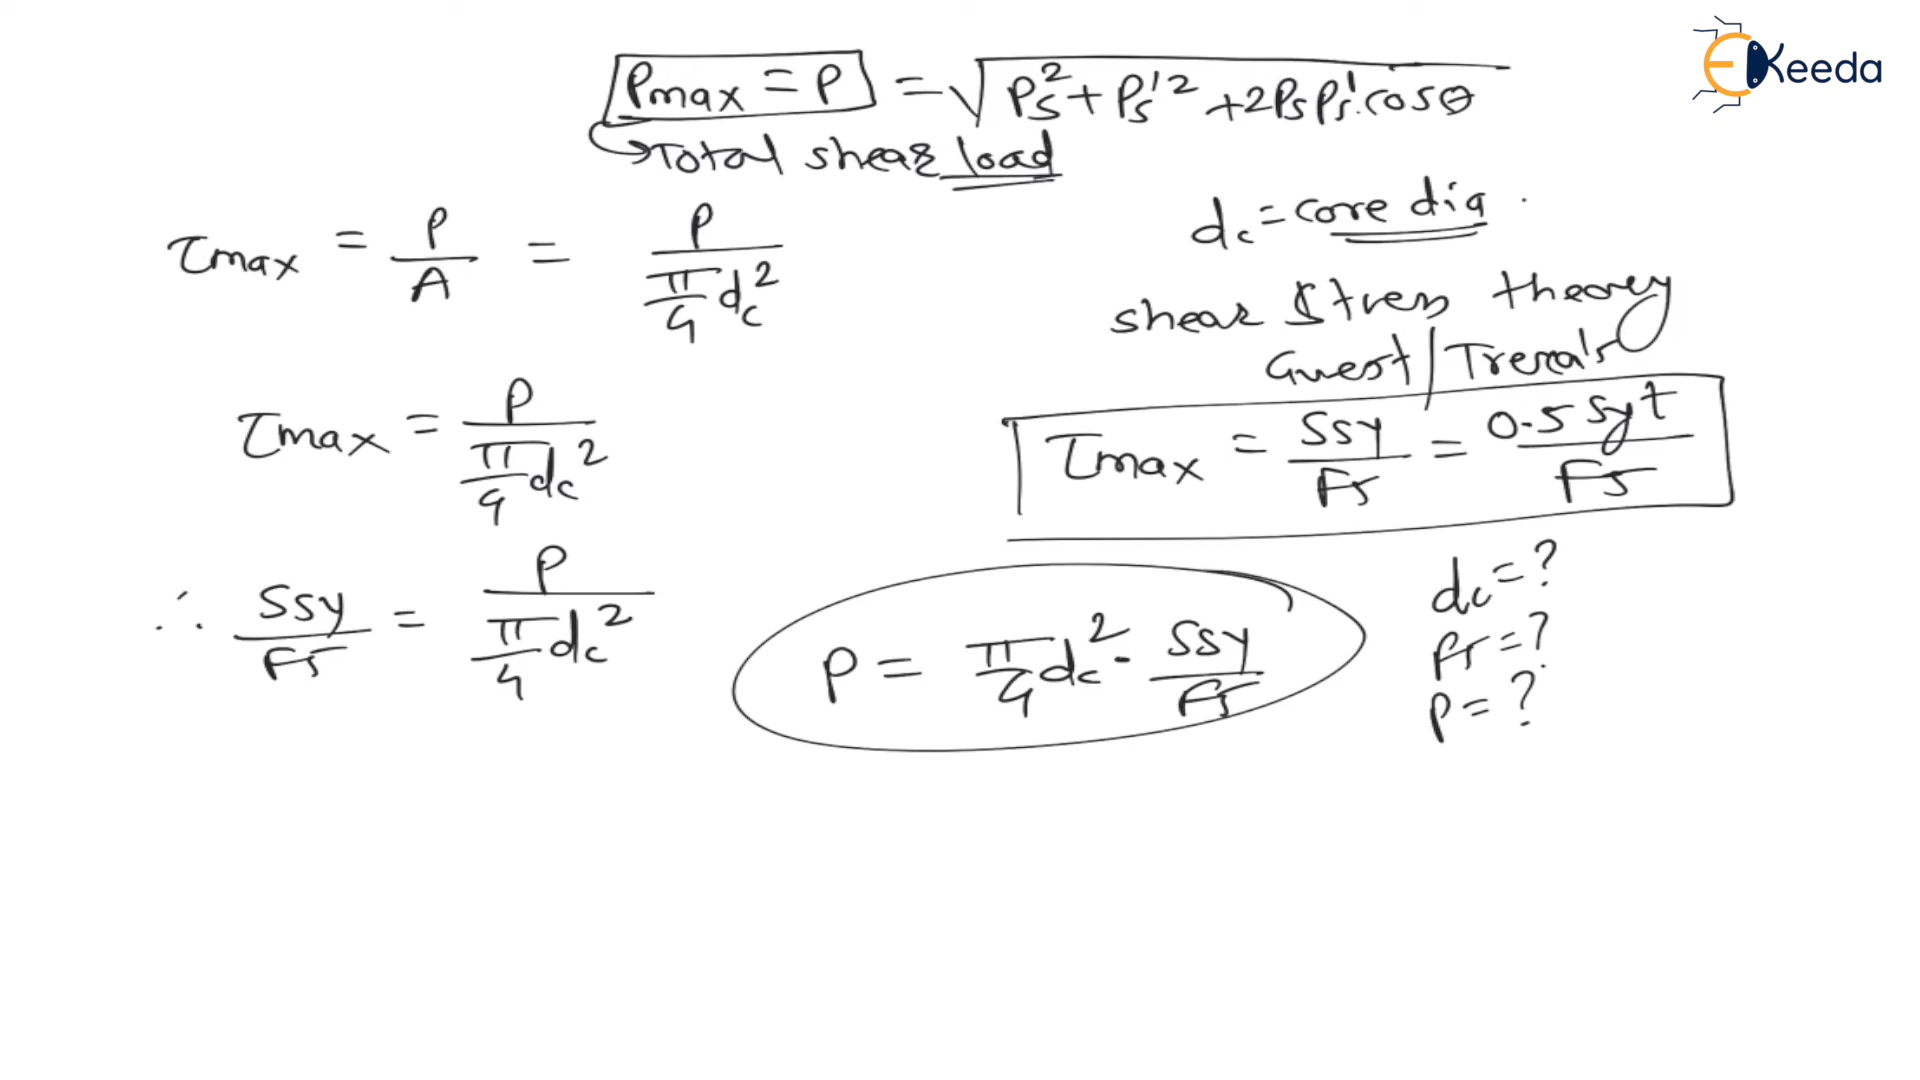 EKeeda
Pmax = P = √Ps² + Ps'² + 2PsPs'.cosθ
→Total shear load
τmax = P/A = P/(π/4 dc²)
dc = core dia.
shear stress theory
Guest/Tresca's
τmax = P/(π/4 dc²)
τmax = Ssy/Fs = 0.5 Syt/Fs
∴ Ssy/Fs = P/(π/4 dc²)
P = π/4 dc² · Ssy/Fs
dc = ?
Fs = ?
P = ?